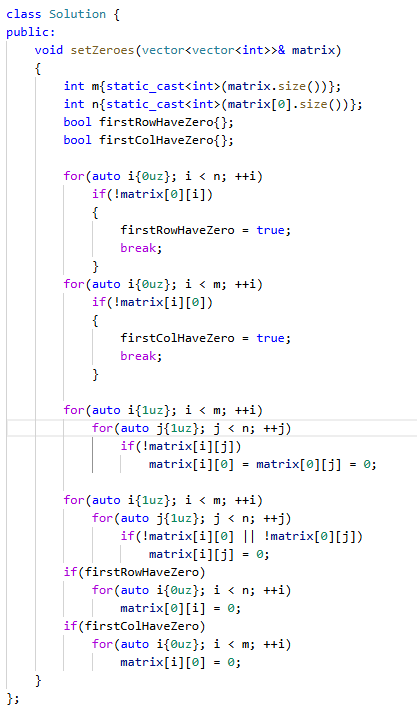 class Solution {
public:
    void setZeroes(vector<vector<int>>& matrix)
    {
        int m{static_cast<int>(matrix.size())};
        int n{static_cast<int>(matrix[0].size())};
        bool firstRowHaveZero{};
        bool firstColHaveZero{};

        for(auto i{0uz}; i < n; ++i)
            if(!matrix[0][i])
            {
                firstRowHaveZero = true;
                break;
            }
        for(auto i{0uz}; i < m; ++i)
            if(!matrix[i][0])
            {
                firstColHaveZero = true;
                break;
            }

        for(auto i{1uz}; i < m; ++i)
            for(auto j{1uz}; j < n; ++j)
                if(!matrix[i][j])
                    matrix[i][0] = matrix[0][j] = 0;

        for(auto i{1uz}; i < m; ++i)
            for(auto j{1uz}; j < n; ++j)
                if(!matrix[i][0] || !matrix[0][j])
                    matrix[i][j] = 0;
        if(firstRowHaveZero)
            for(auto i{0uz}; i < n; ++i)
                matrix[0][i] = 0;
        if(firstColHaveZero)
            for(auto i{0uz}; i < m; ++i)
                matrix[i][0] = 0;
    }
};